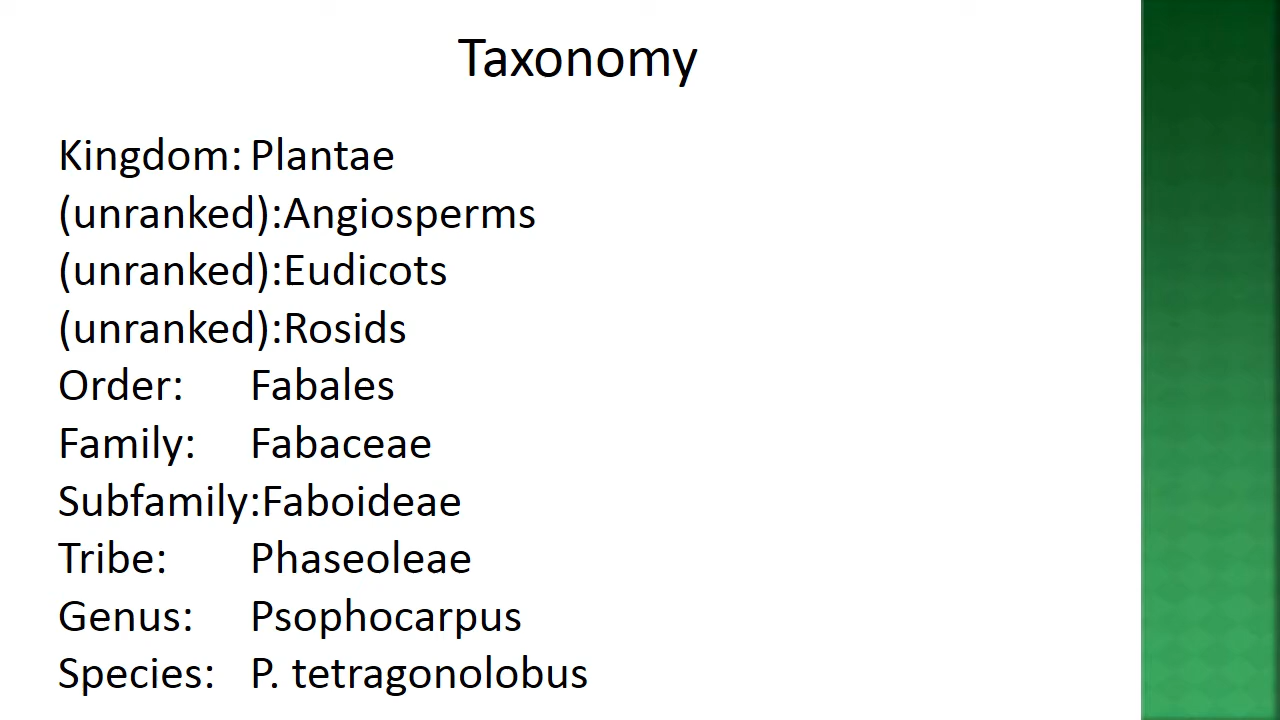 Taxonomy
Kingdom: Plantae
(unranked):Angiosperms
(unranked):Eudicots
(unranked):Rosids
Order: Fabales
Family: Fabaceae
Subfamily:Faboideae
Tribe: Phaseoleae
Genus: Psophocarpus
Species: P. tetragonolobus